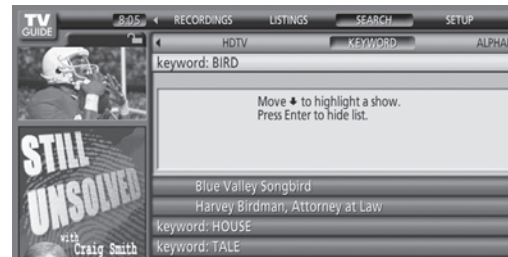 TV
GUIDE
8:05
RECORDINGS
LISTINGS
SEARCH
SETUP
HDTV
KEYWORD
keyword: BIRD
Move to highlight a show.
Press Enter to hide list.
STILL
UNSOLVED
with
Craig Smith
Blue Valley Songbird
Harvey Birdman, Attorney at Law
keyword: HOUSE
keyword: TALE